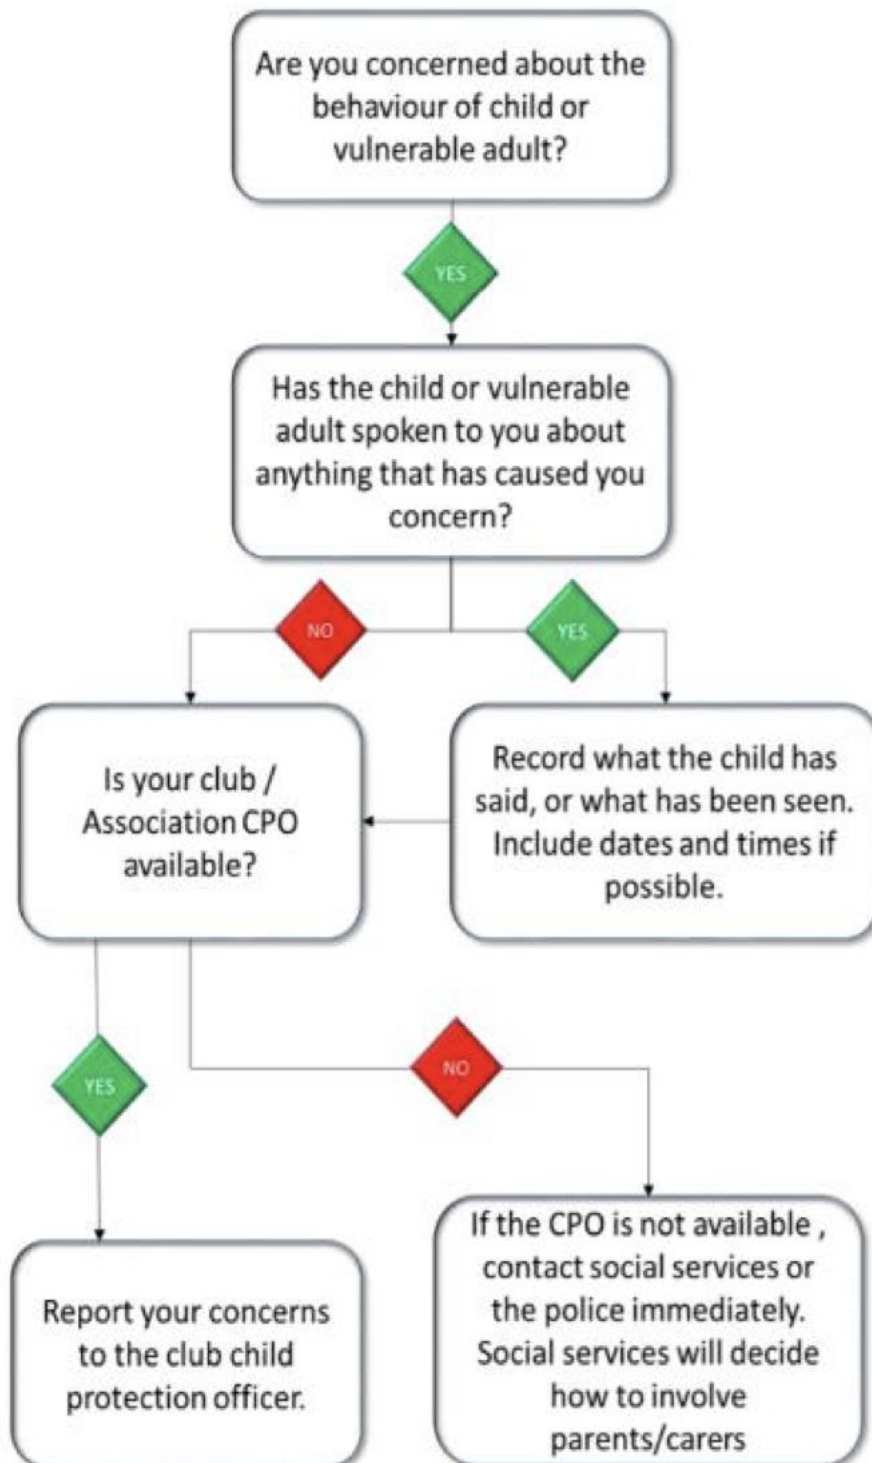 Are you concerned about the
behaviour of child or
vulnerable adult?
YES
Has the child or vulnerable
adult spoken to you about
anything that has caused you
concern?
NO
YES
Is your club /
Association CPO
available?
Record what the child has
said, or what has been seen.
Include dates and times if
possible.
YES
NO
Report your concerns
to the club child
protection officer.
If the CPO is not available ,
contact social services or
the police immediately.
Social services will decide
how to involve
parents/carers